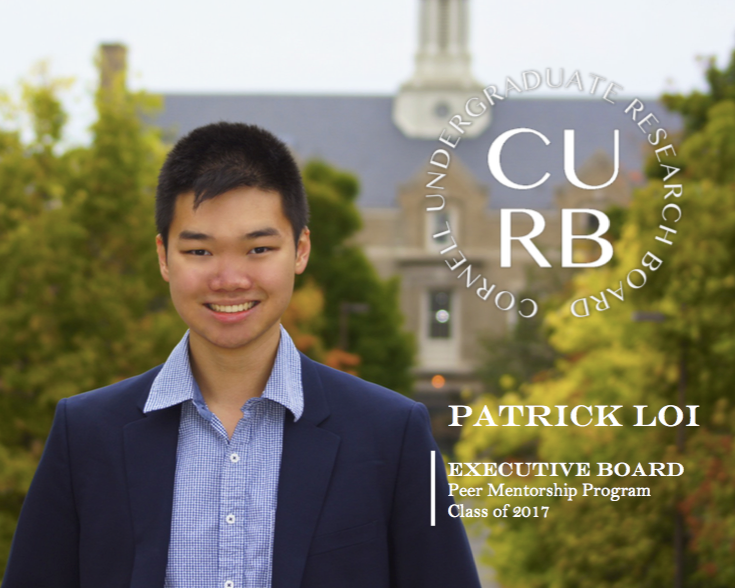 CORNELL UNDERGRADUATE RESEARCH BOARD
CU
RB
PATRICK LOI
EXECUTIVE BOARD
Peer Mentorship Program
Class of 2017